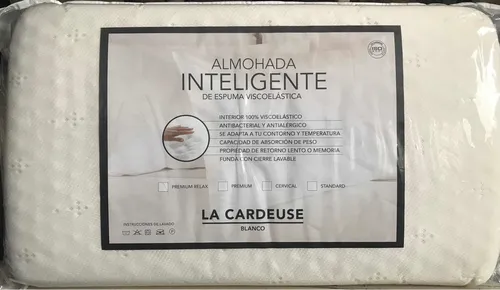 ISO
ALMOHADA
INTELIGENTE
DE ESPUMA VISCOELÁSTICA
INTERIOR 100% VISCOELÁSTICO
ANTIBACTERIAL Y ANTIALÉRGICO
SE ADAPTA A TU CONTORNO Y TEMPERATURA
CAPACIDAD DE ABSORCIÓN DE PESO
PROPIEDAD DE RETORNO LENTO O MEMORIA
FUNDA CON CIERRE LAVABLE
PREMIUM RELAX PREMIUM CERVICAL STANDARD
LA CARDEUSE
BLANCO
INSTRUCCIONES DE LAVADO